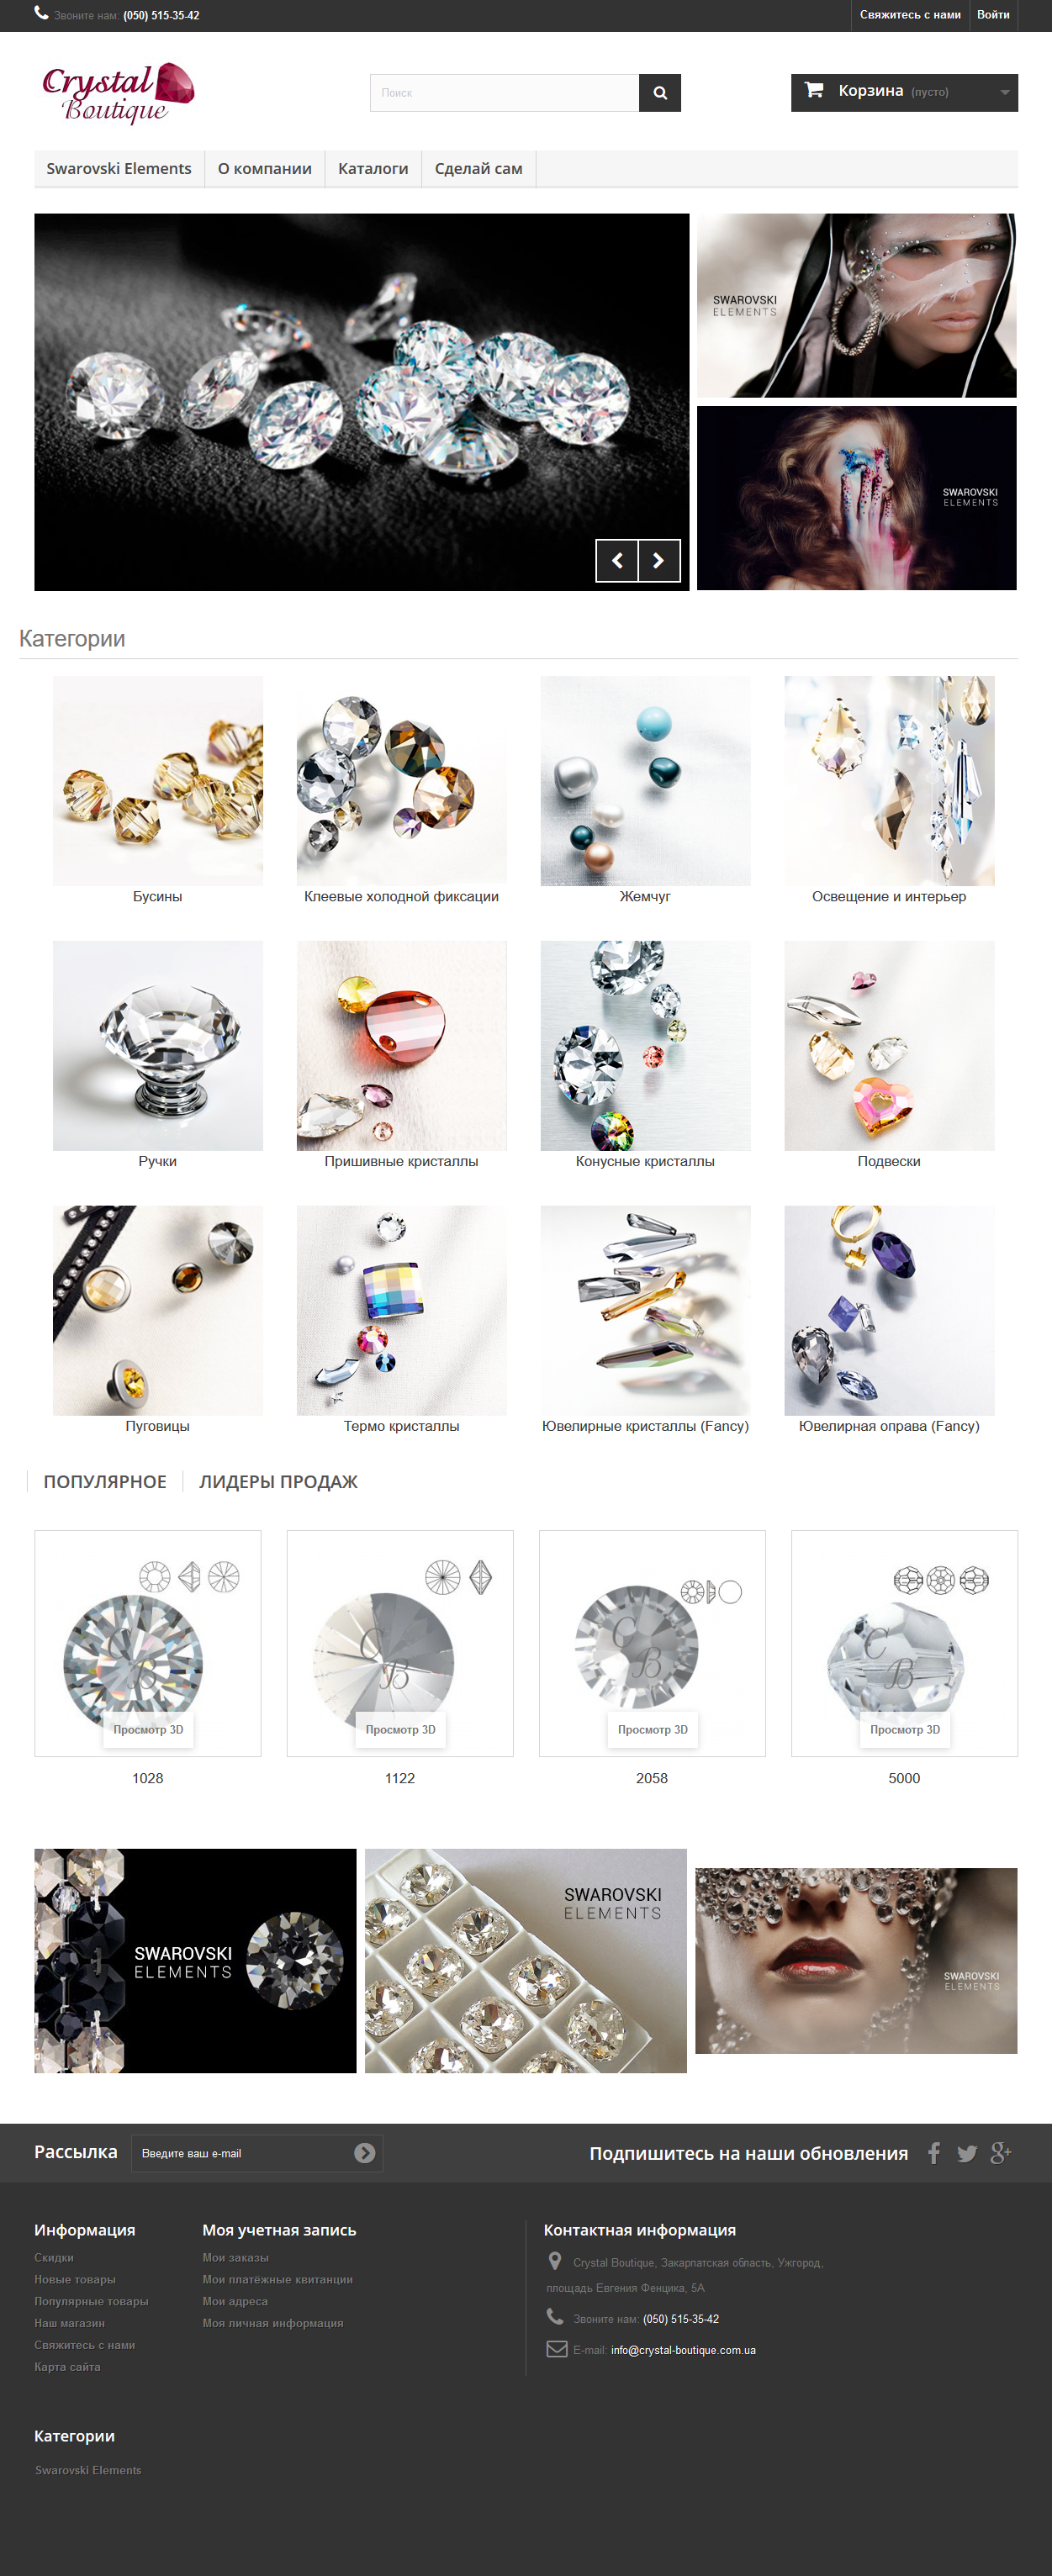 Звоните нам: (050) 515-35-42
Свяжитесь с нами
Войти
Crystal
Boutique
Поиск
Корзина (пусто)
Swarovski Elements
О компании
Каталоги
Сделай сам
SWAROVSKI
ELEMENTS
SWAROVSKI
ELEMENTS
Категории
Бусины
Клеевые холодной фиксации
Жемчуг
Освещение и интерьер
Ручки
Пришивные кристаллы
Конусные кристаллы
Подвески
Пуговицы
Термо кристаллы
Ювелирные кристаллы (Fancy)
Ювелирная оправа (Fancy)
ПОПУЛЯРНОЕ
ЛИДЕРЫ ПРОДАЖ
C B
Просмотр 3D
C B
Просмотр 3D
C B
Просмотр 3D
C B
Просмотр 3D
1028
1122
2058
5000
SWAROVSKI
ELEMENTS
SWAROVSKI
ELEMENTS
SWAROVSKI
ELEMENTS
Рассылка
Введите ваш e-mail
Подпишитесь на наши обновления
Информация
Скидки
Новые товары
Популярные товары
Наш магазин
Свяжитесь с нами
Карта сайта
Моя учетная запись
Мои заказы
Мои платёжные квитанции
Мои адреса
Моя личная информация
Контактная информация
Crystal Boutique, Закарпатская область, Ужгород,
площадь Евгения Фенцика, 5А
Звоните нам: (050) 515-35-42
E-mail: info@crystal-boutique.com.ua
Категории
Swarovski Elements